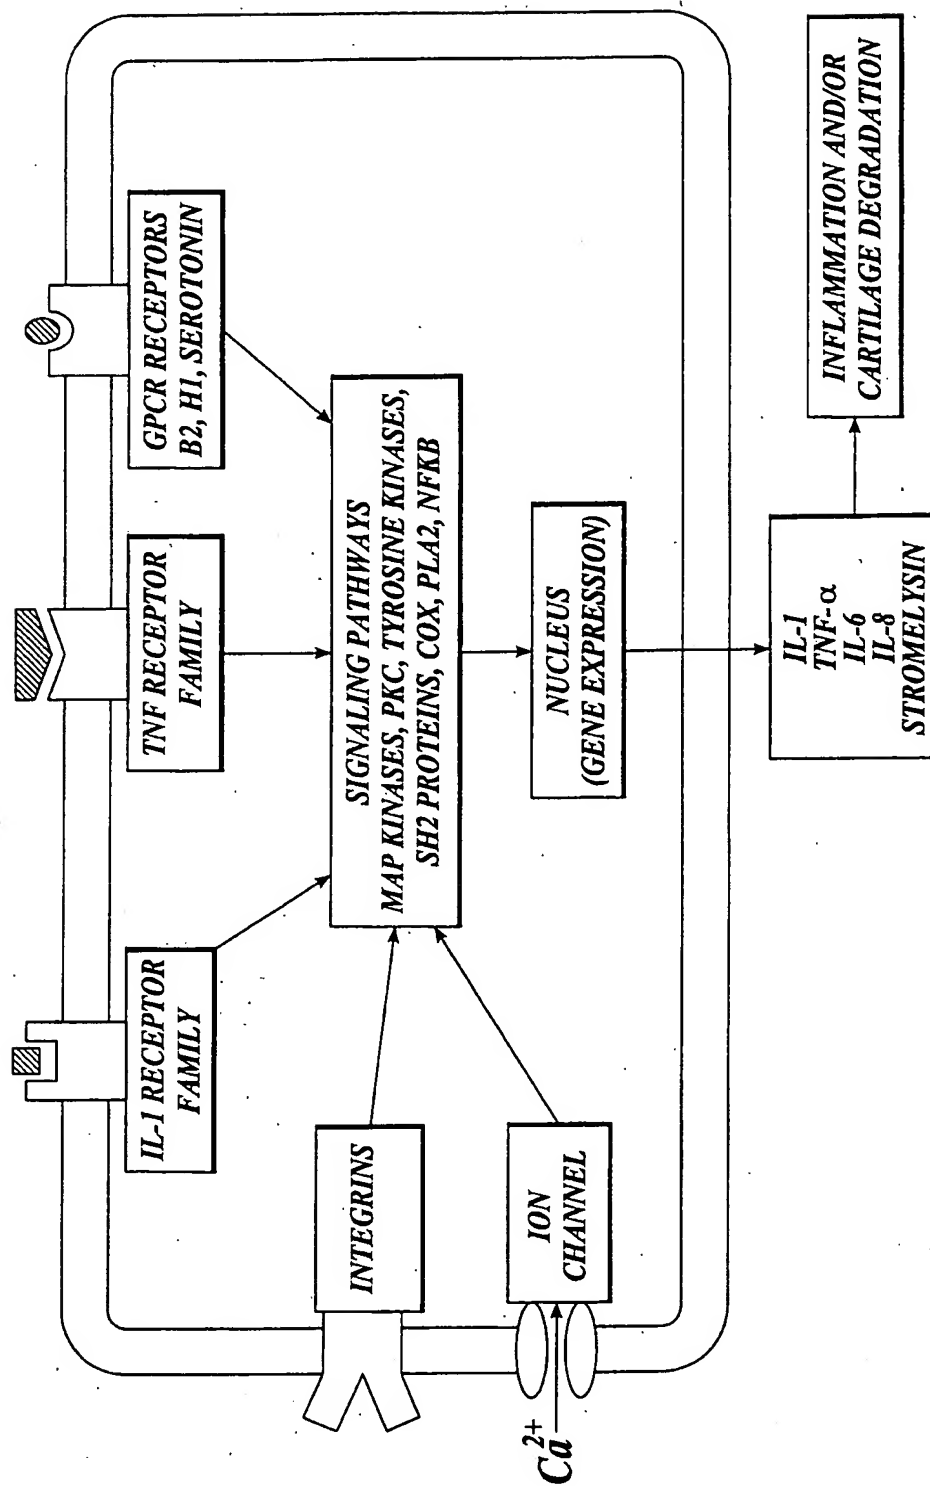 IL-1 RECEPTOR
FAMILY
TNF RECEPTOR
FAMILY
GPCR RECEPTORS
B2, H1, SEROTONIN
INTEGRINS
SIGNALING PATHWAYS
MAP KINASES, PKC, TYROSINE KINASES,
SH2 PROTEINS, COX, PLA2, NFKB
Ca2+
ION
CHANNEL
NUCLEUS
(GENE EXPRESSION)
IL-1
TNF-α
IL-6
IL-8
STROMELYSIN
INFLAMMATION AND/OR
CARTILAGE DEGRADATION